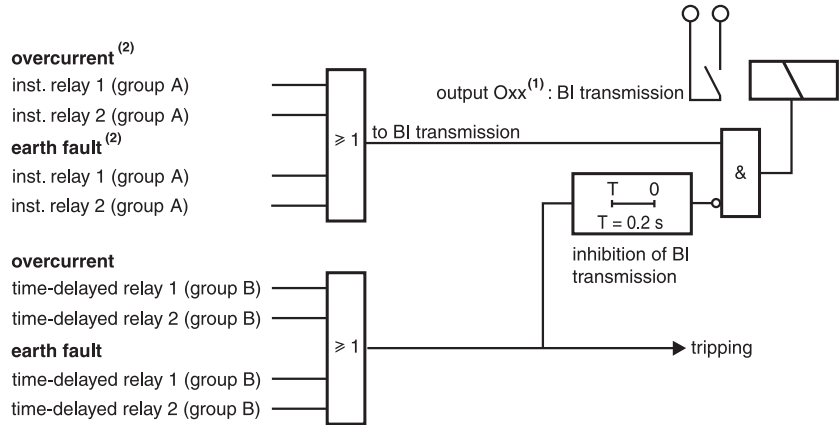 overcurrent (2)
inst. relay 1 (group A)
inst. relay 2 (group A)
earth fault (2)
inst. relay 1 (group A)
inst. relay 2 (group A)
⩾ 1
to BI transmission
output Oxx(1) : BI transmission
&
T 0
T = 0.2 s
inhibition of BI
transmission
overcurrent
time-delayed relay 1 (group B)
time-delayed relay 2 (group B)
earth fault
time-delayed relay 1 (group B)
time-delayed relay 2 (group B)
⩾ 1
tripping